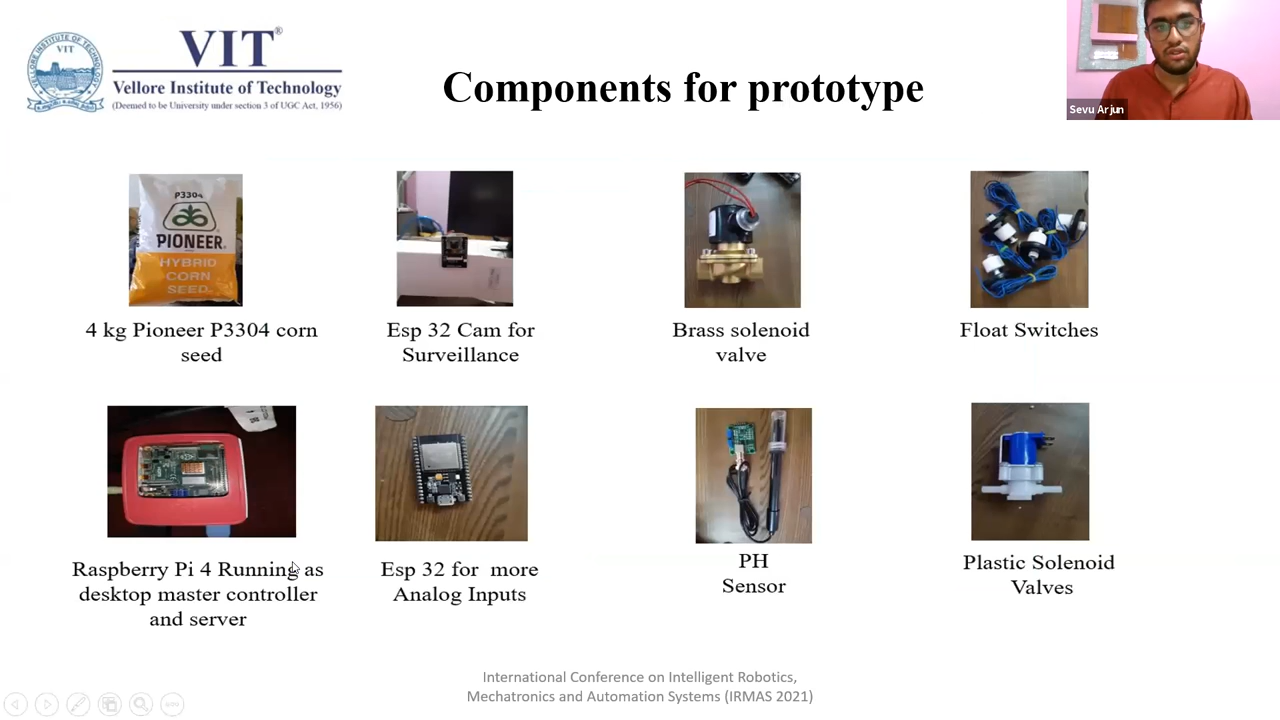 VIT®
Vellore Institute of Technology
(Deemed to be University under section 3 of UGC Act, 1956)
VIT
Components for prototype
Sevu Arjun
P3304
PIONEER®
HYBRID
CORN
SEED
4 kg Pioneer P3304 corn
seed
Esp 32 Cam for
Surveillance
Brass solenoid
valve
Float Switches
Raspberry Pi 4 Running as
desktop master controller
and server
Esp 32 for more
Analog Inputs
PH
Sensor
Plastic Solenoid
Valves
International Conference on Intelligent Robotics,
Mechatronics and Automation Systems (IRMAS 2021)